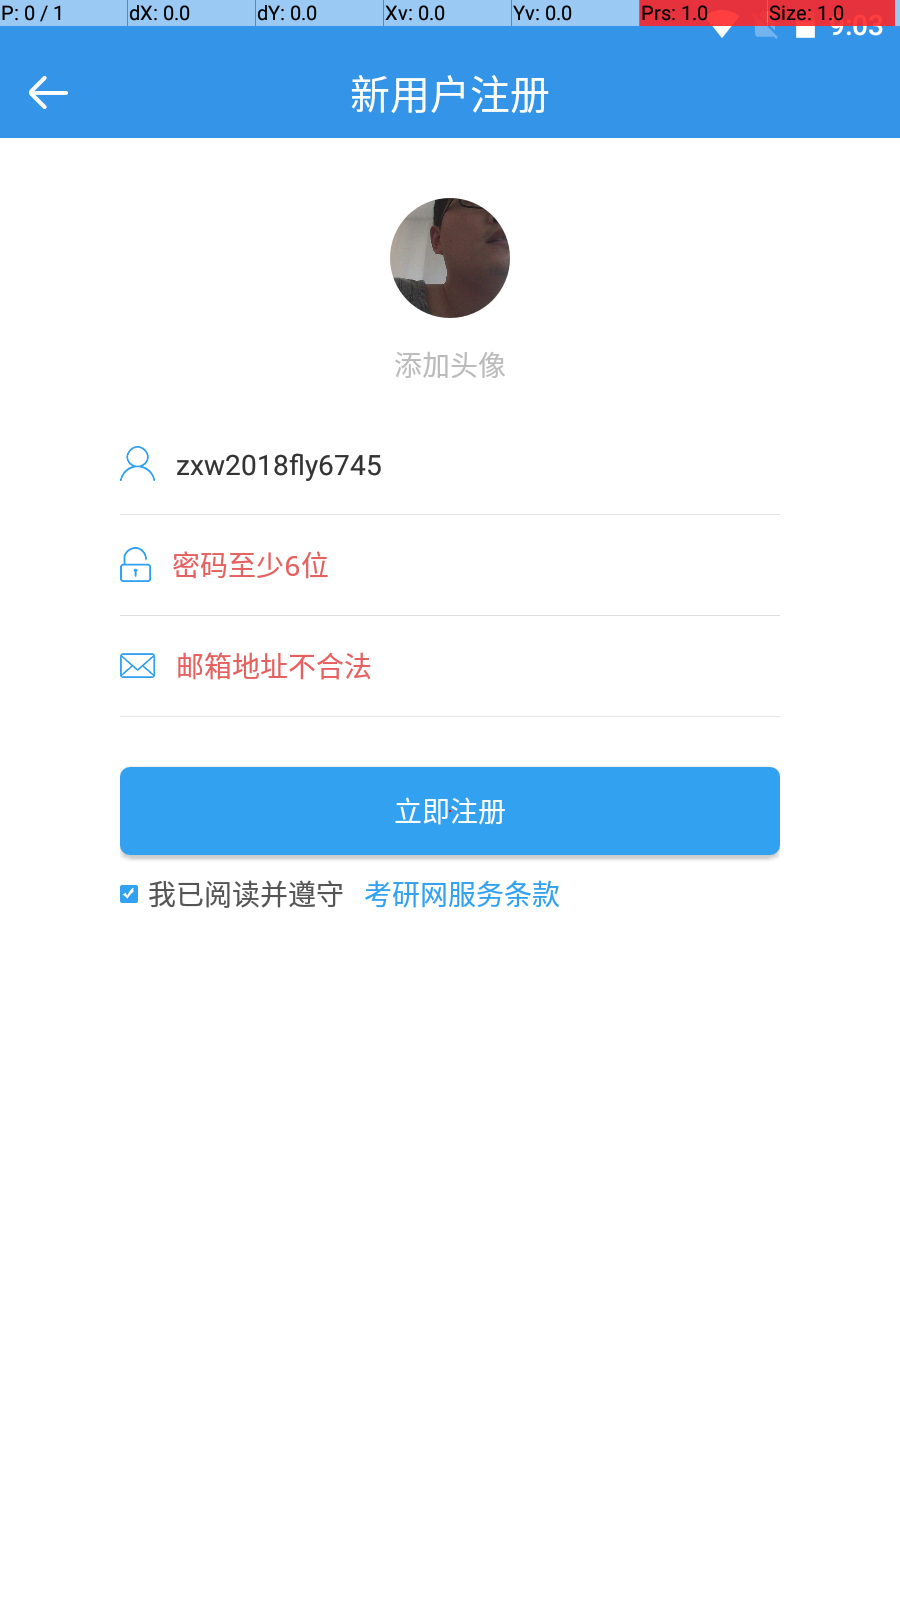 P: 0 / 1 dX: 0.0 dY: 0.0 Xv: 0.0 Yv: 0.0 Prs: 1.0 Size: 1.0
9:03
新用户注册
添加头像
zxw2018fly6745
密码至少6位
邮箱地址不合法
立即注册
我已阅读并遵守 考研网服务条款